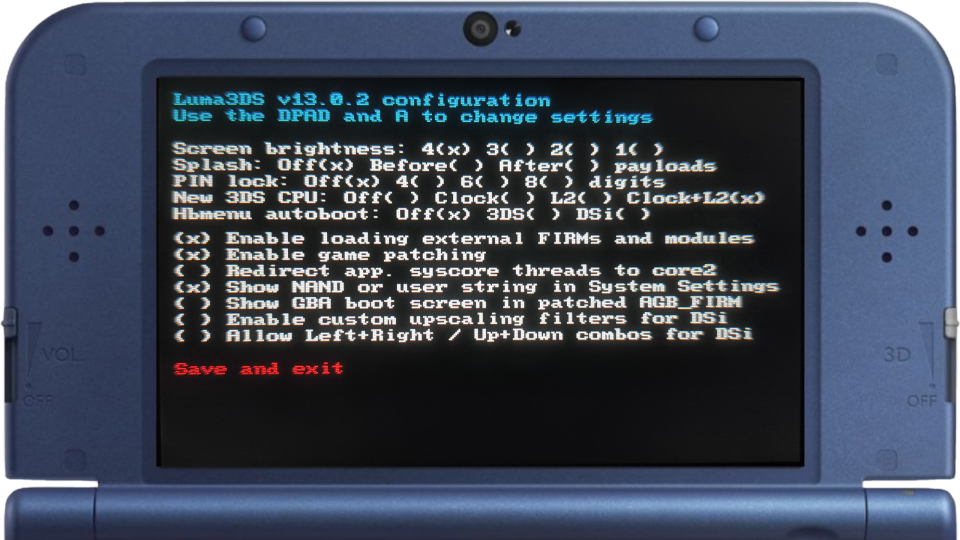 Luma3DS v13.0.2 configuration
Use the DPAD and A to change settings
Screen brightness: 4(x) 3( ) 2( ) 1( )
Splash: Off(x) Before( ) After( ) payloads
PIN lock: Off(x) 4( ) 6( ) 8( ) digits
New 3DS CPU: Off( ) Clock( ) L2( ) Clock+L2(x)
Hbmenu autoboot: Off(x) 3DS( ) DSi( )
(x) Enable loading external FIRMs and modules
(x) Enable game patching
( ) Redirect app. syscore threads to core2
(x) Show NAND or user string in System Settings
( ) Show GBA boot screen in patched AGB_FIRM
( ) Enable custom upscaling filters for DSi
( ) Allow Left+Right / Up+Down combos for DSi
Save and exit
VOL
OFF
3D
OFF